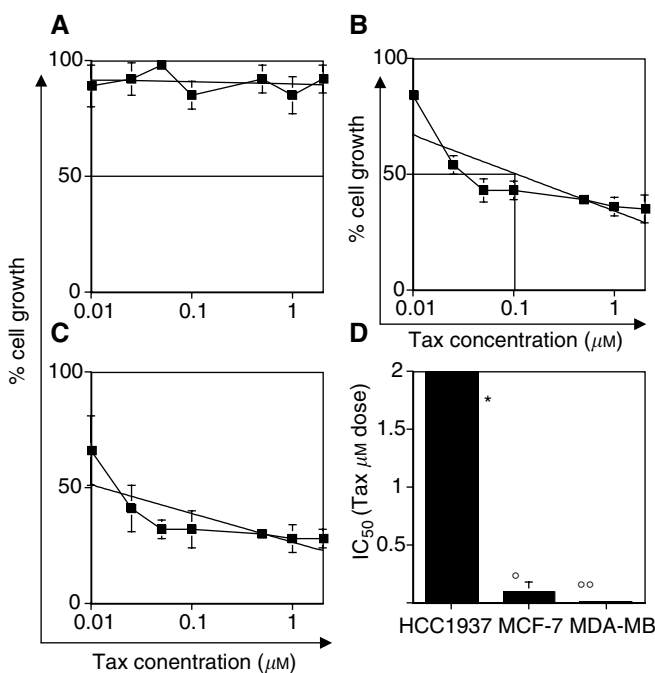 A
100
50
0
0.01
0.1
1
% cell growth
B
100
50
0
0.01
0.1
1
% cell growth
Tax concentration (μM)
C
100
50
0
0.01
0.1
1
Tax conentration (μM)
D
2
1.5
1
0.5
IC50 (Tax μM dose)
*
°
°°
HCC1937 MCF-7 MDA-MB